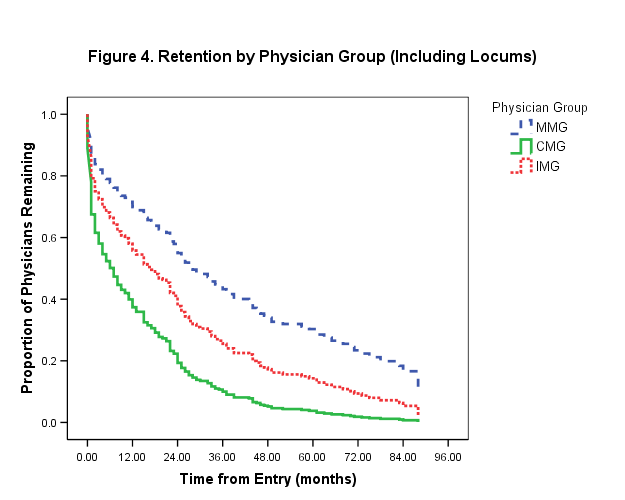 Figure 4. Retention by Physician Group (Including Locums)
Physician Group
MMG
CMG
IMG
Proportion of Physicians Remaining
1.0
0.8
0.6
0.4
0.2
0.0
0.00 12.00 24.00 36.00 48.00 60.00 72.00 84.00 96.00
Time from Entry (months)